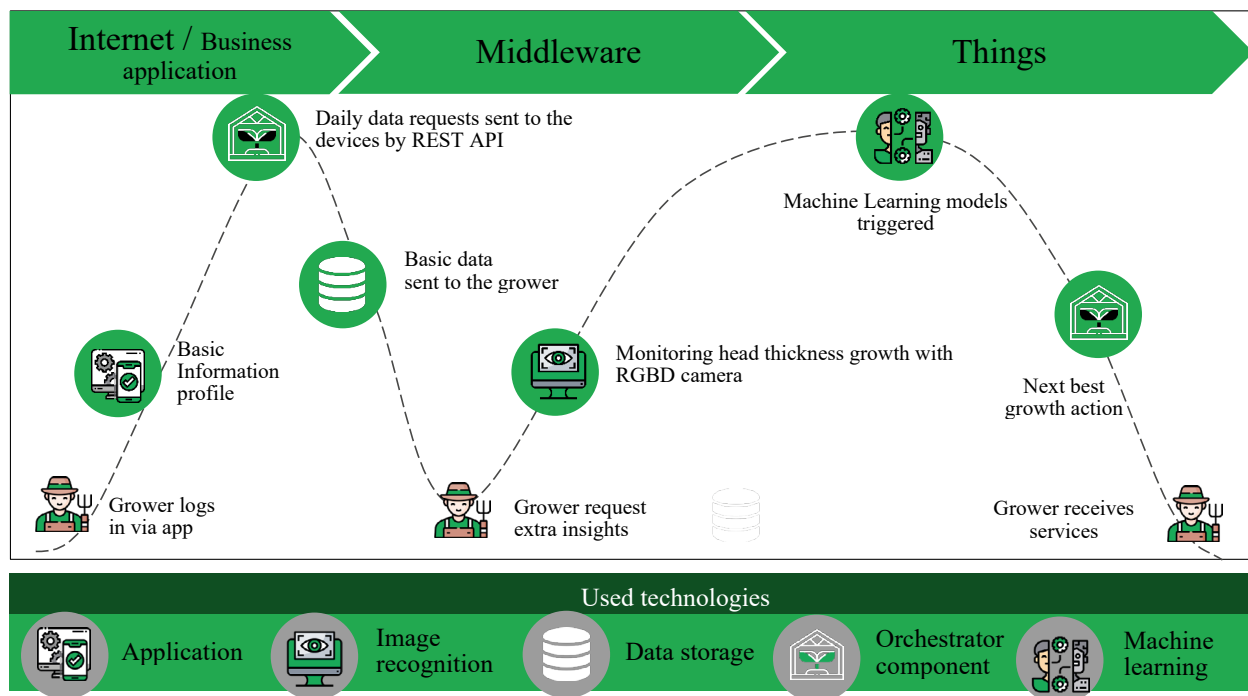 Internet / Business
application
Middleware
Things
Daily data requests sent to the
devices by REST API
Machine Learning models
triggered
Basic data
sent to the grower
Basic
Information
profile
Monitoring head thickness growth with
RGBD camera
Next best
growth action
Grower logs
in via app
Grower request
extra insights
Grower receives
services
Used technologies
Application
Image
recognition
Data storage
Orchestrator
component
Machine
learning